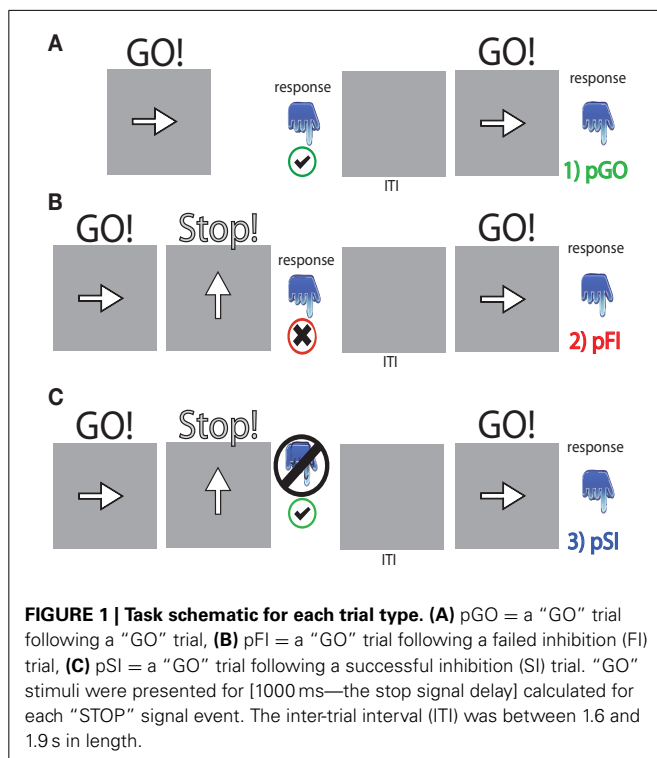 A
GO!
GO!
response
response
ITI
1) pGO
B
GO!
Stop!
GO!
response
response
ITI
2) pFI
C
GO!
Stop!
GO!
response
ITI
3) pSI
FIGURE 1 | Task schematic for each trial type. (A) pGO = a “GO” trial
following a “GO” trial, (B) pFI = a “GO” trial following a failed inhibition (FI)
trial, (C) pSI = a “GO” trial following a successful inhibition (SI) trial. “GO”
stimuli were presented for [1000 ms—the stop signal delay] calculated for
each “STOP” signal event. The inter-trial interval (ITI) was between 1.6 and
1.9 s in length.